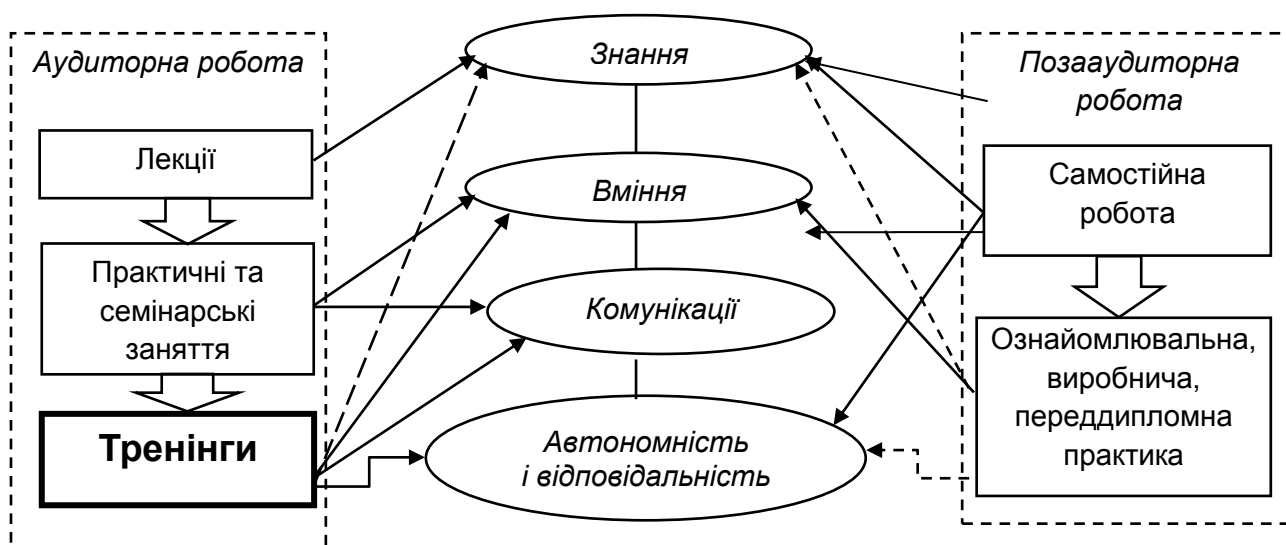 Аудиторна робота
Лекції
Практичні та
семінарські
заняття
Тренінги
Знання
Вміння
Комунікації
Автономність
і відповідальність
Позааудиторна
робота
Самостійна
робота
Ознайомлювальна,
виробнича,
переддипломна
практика